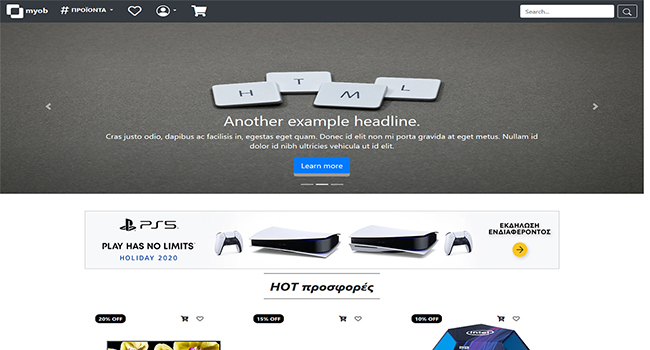 myob
# ΠΡΟΪΟΝΤΑ
Search...
H T M L
Another example headline.
Cras justo odio, dapibus ac facilisis in, egestas eget quam. Donec id elit non mi porta gravida at eget metus. Nullam id
dolor id nibh ultricies vehicula ut id elit.
Learn more
PS5
PLAY HAS NO LIMITS
HOLIDAY 2020
ΕΚΔΗΛΩΣΗ
ΕΝΔΙΑΦΕΡΟΝΤΟΣ
HOT προσφορές
20% OFF
15% OFF
10% OFF
intel